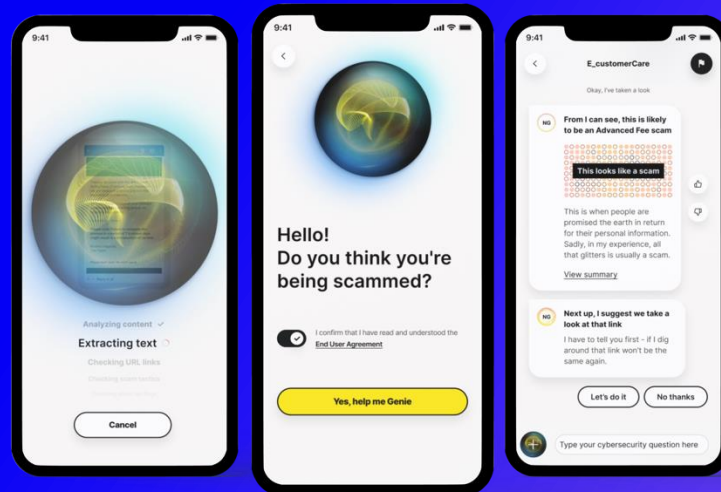 9:41
Analyzing content
Extracting text
Checking URL links
Cancel
9:41
Hello!
Do you think you're
being scammed?
I confirm that I have read and understood the
End User Agreement
Yes, help me Genie
9:41
E_customerCare
Okay, I've taken a look
NG
From I can see, this is likely
to be an Advanced Fee scam
This looks like a scam
This is when people are
promised the earth in return
for their personal information.
Sadly, in my experience, all
that glitters is usually a scam.
View summary
NG
Next up, I suggest we take a
look at that link
I have to tell you first - if I dig
around that link won't be the
same again.
Let's do it
No thanks
Type your cybersecurity question here